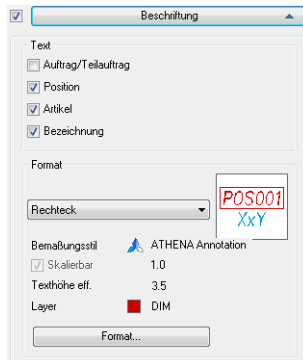 Beschriftung
Text
Auftrag/Teilauftrag
Position
Artikel
Bezeichnung
Format
POS001
Rechteck
XxY
Bemaßungsstil ATHENA Annotation
Skalierbar 1.0
Texthöhe eff. 3.5
Layer DIM
Format...